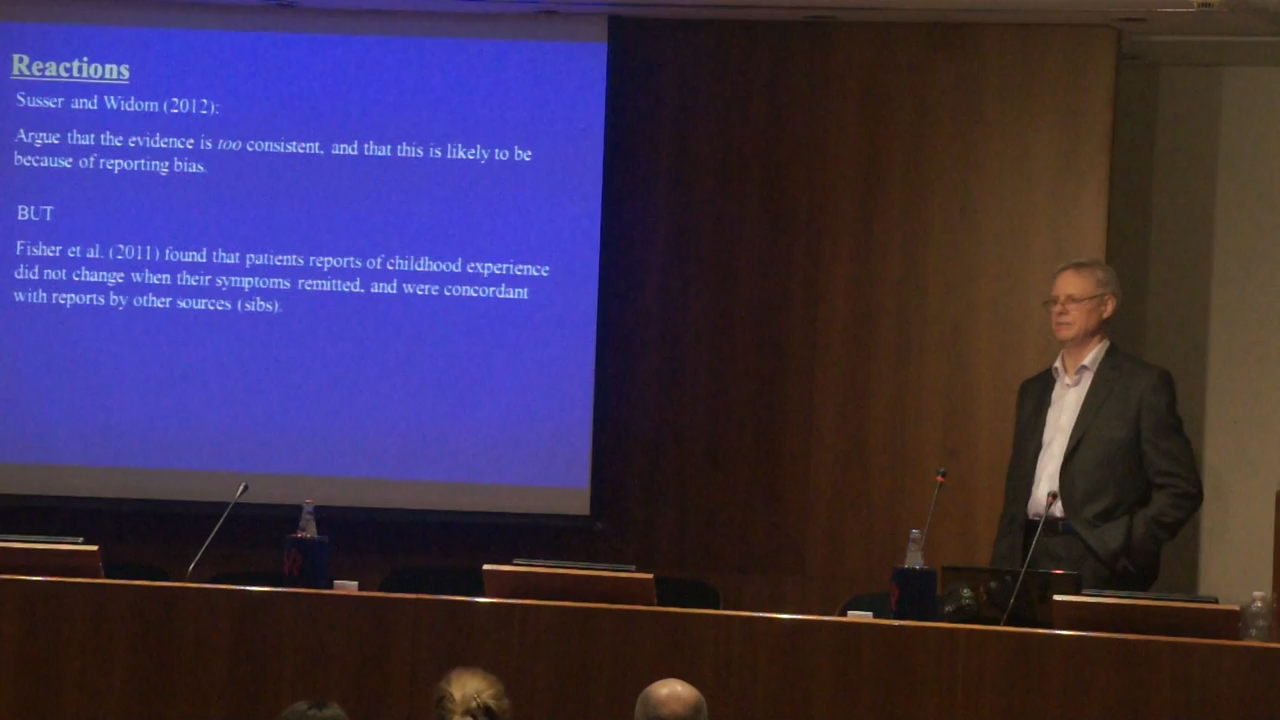 Reactions
Susser and Widom (2012):
Argue that the evidence is too consistent, and that this is likely to be
because of reporting bias.
BUT
Fisher et al. (2011) found that patients reports of childhood experience
did not change when their symptoms remitted, and were concordant
with reports by other sources (sibs).